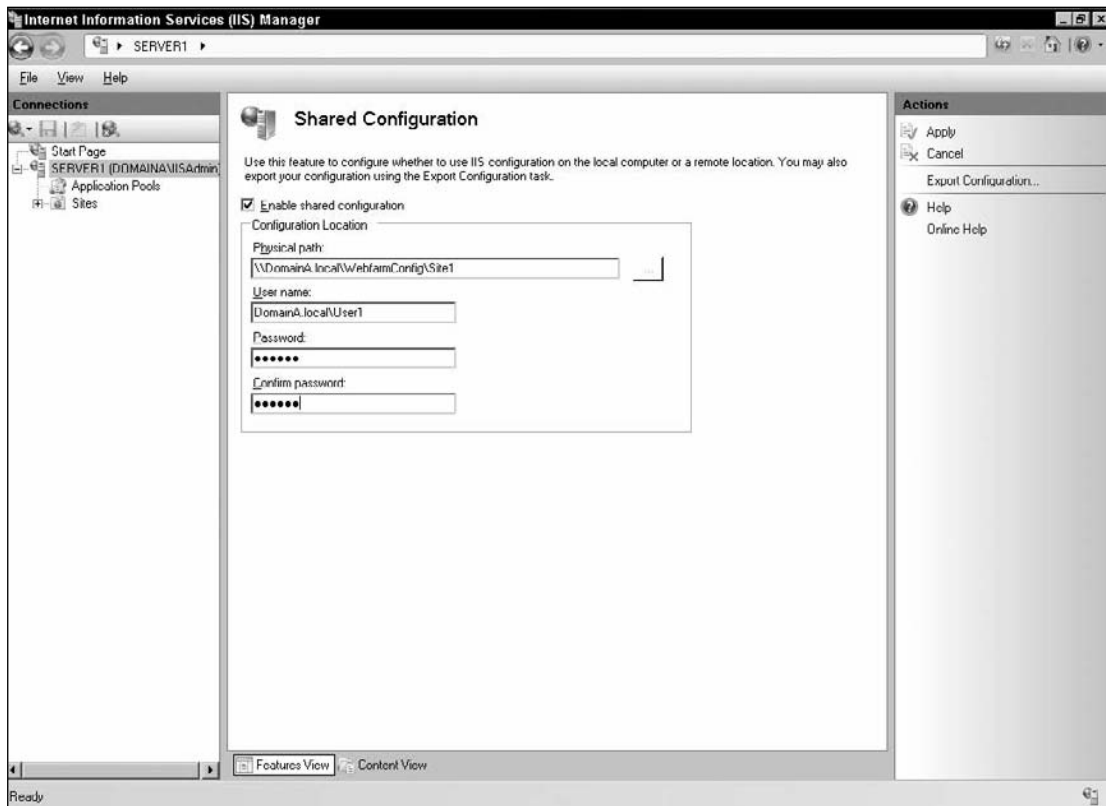 Internet Information Services (IIS) Manager
SERVER1
File View Help
Connections
Start Page
SERVER1 (DOMAINA\IISAdmin)
Application Pools
Sites
Shared Configuration
Use this feature to configure whether to use IIS configuration on the local computer or a remote location. You may also
export your configuration using the Export Configuration task.
Enable shared configuration
Configuration Location
Physical path:
\\DomainA.local\WebfarmConfig\Site1
...
User name:
DomainA.local\User1
Password:
••••••
Confirm password:
••••••
Features View
Content View
Actions
Apply
Cancel
Export Configuration...
Help
Online Help
Ready